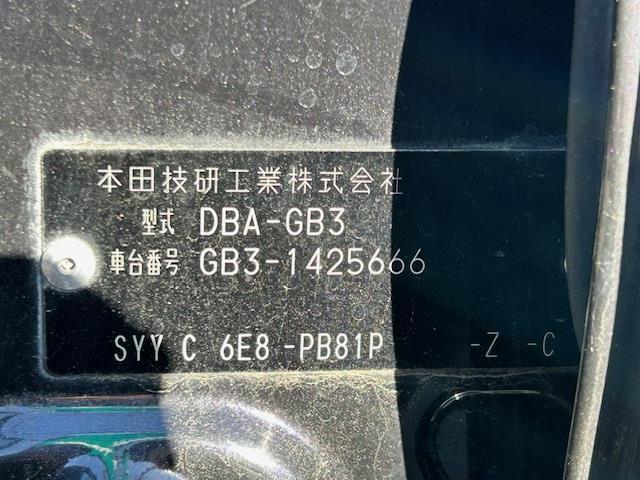 本田技研工業株式会社
型式 DBA-GB3
車台番号 GB3-1425666
SYY C 6E8 -PB81P -Z -C